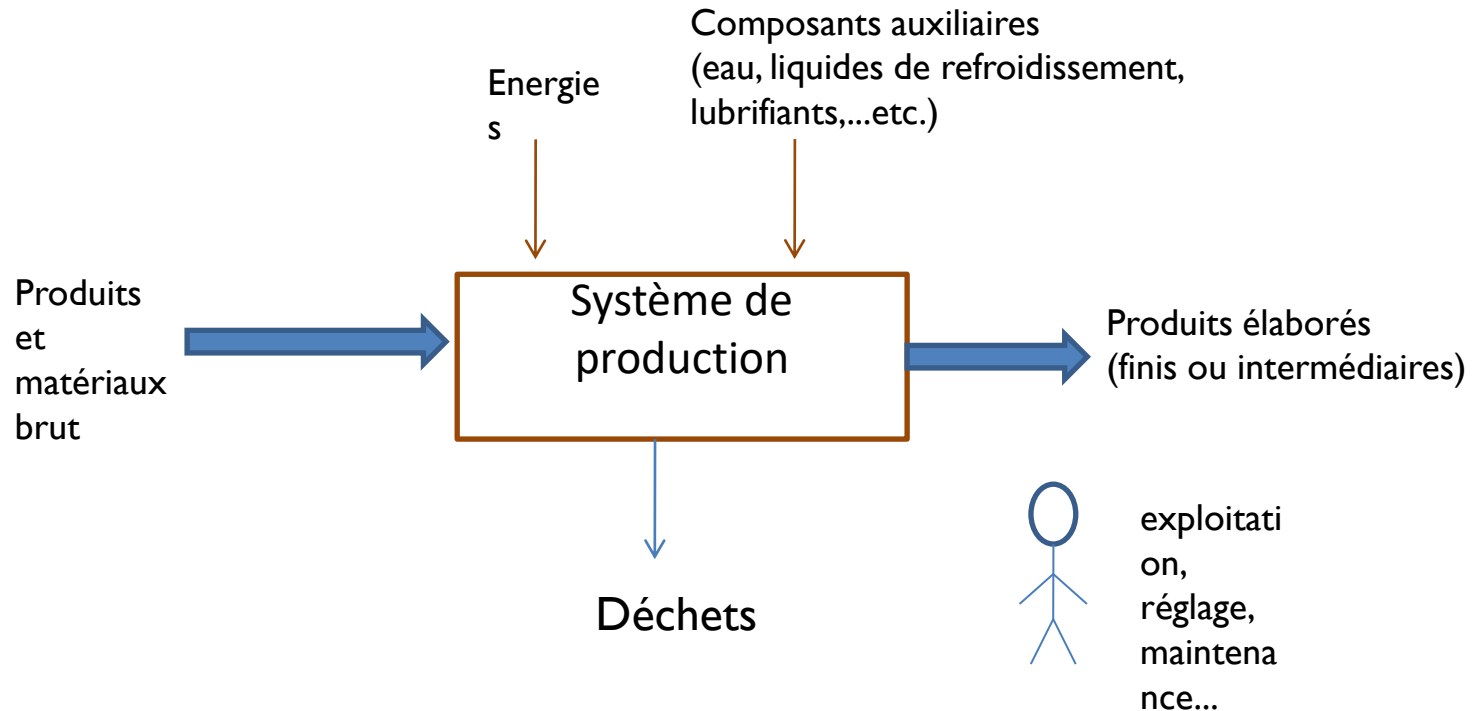 Composants auxiliaires
(eau, liquides de refroidissement,
lubrifiants,...etc.)
Energie
s
Produits
et
matériaux
brut
Système de
production
Produits élaborés
(finis ou intermédiaires)
Déchets
exploitati
on,
réglage,
maintena
nce...